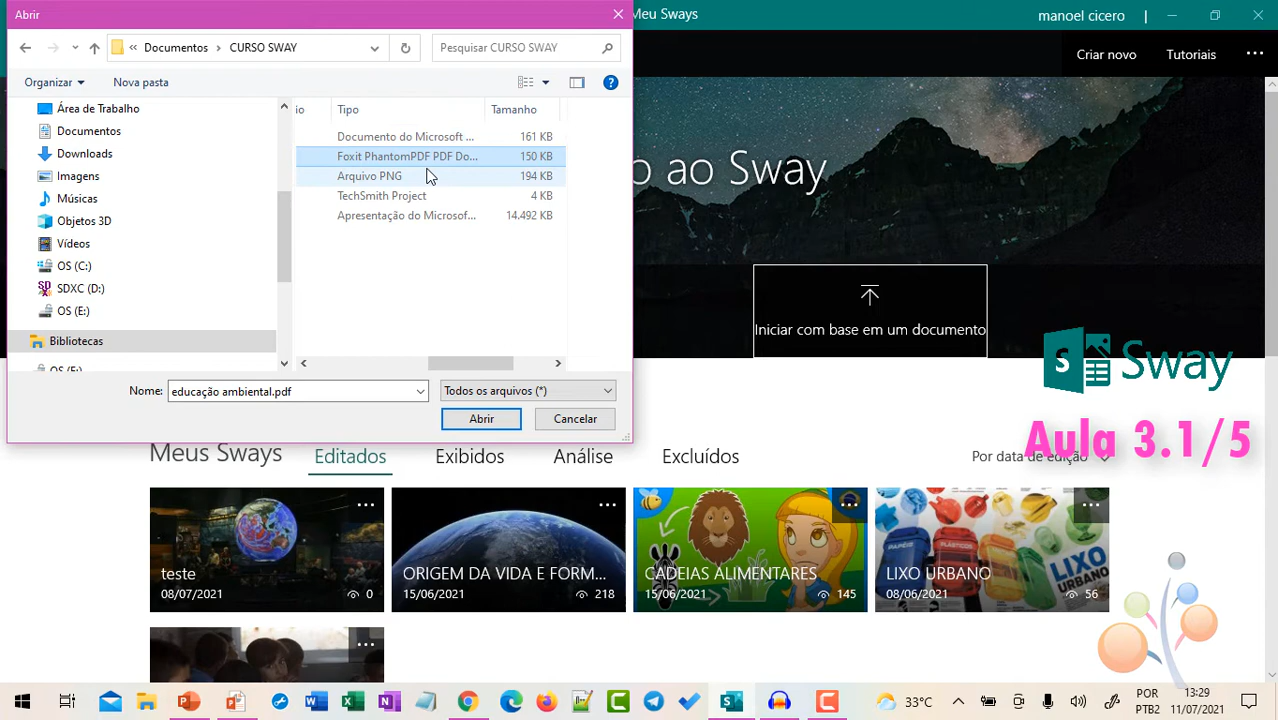 Abrir
Meu Sways
manoel cicero
Documentos
CURSO SWAY
Pesquisar CURSO SWAY
Criar novo
Tutoriais
Organizar
Nova pasta
Área de Trabalho
Documentos
Downloads
Imagens
Músicas
Objetos 3D
Vídeos
OS (C:)
SDXC (D:)
OS (E:)
Bibliotecas
OS (E:)
io
Tipo
Tamanho
Documento do Microsoft ...
161 KB
Foxit PhantomPDF PDF Do...
150 KB
Arquivo PNG
194 KB
TechSmith Project
4 KB
Apresentação do Microsof...
14.492 KB
Nome:
educação ambiental.pdf
Todos os arquivos (*)
Abrir
Cancelar
o ao Sway
Iniciar com base em um documento
S
Sway
Aula 3.1/5
Meus Sways
Editados
Exibidos
Análise
Excluídos
Por data de edição
teste
08/07/2021
0
ORIGEM DA VIDA E FORM...
15/06/2021
218
CADEIAS ALIMENTARES
15/06/2021
145
PAPÉIS
PLÁSTICOS
LIXO
URBANO
LIXO URBANO
08/06/2021
56
33°C
POR
PTB2
13:29
11/07/2021